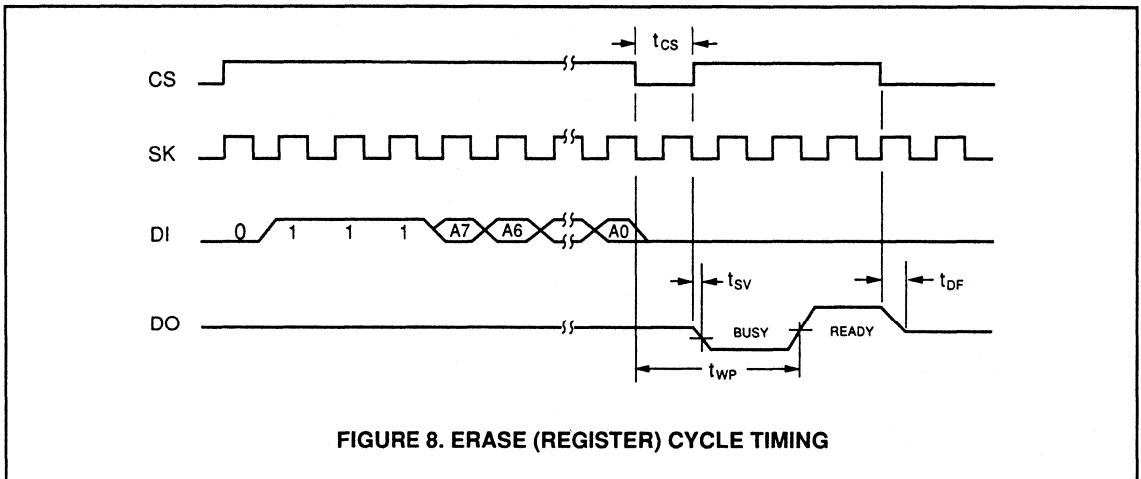 tCS
CS
SK
DI 0 1 1 1 A7 A6 A0
tSV tDF
DO BUSY READY
tWP
FIGURE 8. ERASE (REGISTER) CYCLE TIMING